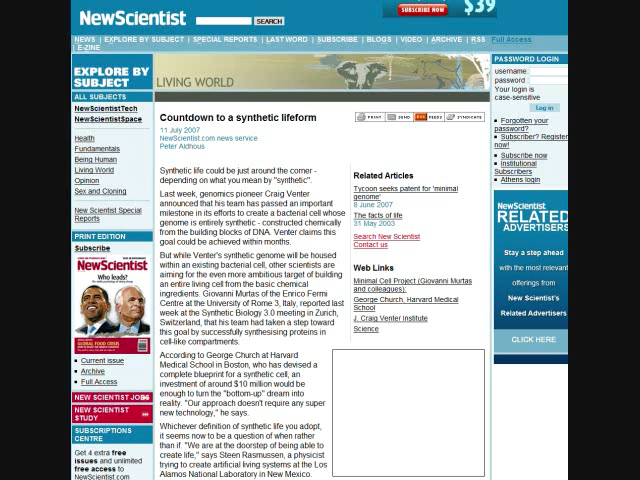 NewScientist
SEARCH
SUBSCRIBE NOW
$39
NEWS | EXPLORE BY SUBJECT | SPECIAL REPORTS | LAST WORD | SUBSCRIBE | BLOGS | VIDEO | ARCHIVE | RSS
Full Access
| E-ZINE
EXPLORE BY
SUBJECT
ALL SUBJECTS
NewScientistTech
NewScientistSpace
Health
Fundamentals
Being Human
Living World
Opinion
Sex and Cloning
New Scientist Special
Reports
PRINT EDITION
Subscribe
NewScientist
Who leads?
GLOBAL FOOD CRISIS
Current issue
Archive
Full Access
NEW SCIENTIST JOBS
NEW SCIENTIST
STUDY
SUBSCRIPTIONS
CENTRE
Get 4 extra free
issues and unlimited
free access to
NewScientist.com
LIVING WORLD
Countdown to a synthetic lifeform
PRINT
SEND
RSS FEEDS
SYNDICATE
11 July 2007
NewScientist.com news service
Peter Aldhous
Synthetic life could be just around the corner -
depending on what you mean by "synthetic".
Last week, genomics pioneer Craig Venter
announced that his team has passed an important
milestone in its efforts to create a bacterial cell whose
genome is entirely synthetic - constructed chemically
from the building blocks of DNA. Venter claims this
goal could be achieved within months.
But while Venter's synthetic genome will be housed
within an existing bacterial cell, other scientists are
aiming for the even more ambitious target of building
an entire living cell from the basic chemical
ingredients. Giovanni Murtas of the Enrico Fermi
Centre at the University of Rome 3, Italy, reported last
week at the Synthetic Biology 3.0 meeting in Zurich,
Switzerland, that his team had taken a step toward
this goal by successfully synthesising proteins in
cell-like compartments.
According to George Church at Harvard
Medical School in Boston, who has devised a
complete blueprint for a synthetic cell, an
investment of around $10 million would be
enough to turn the "bottom-up" dream into
reality. "Our approach doesn't require any super
new technology," he says.
Whichever definition of synthetic life you adopt,
it seems now to be a question of when rather
than if. "We are at the doorstep of being able to
create life," says Steen Rasmussen, a physicist
trying to create artificial living systems at the Los
Alamos National Laboratory in New Mexico.
Related Articles
Tycoon seeks patent for 'minimal
genome'
8 June 2007
The facts of life
31 May 2003
Search New Scientist
Contact us
Web Links
Minimal Cell Project (Giovanni Murtas
and colleagues):
George Church, Harvard Medical
School
J. Craig Venter Institute
Science
PASSWORD LOGIN
username:
password:
Your login is
case-sensitive
Log in
Forgotten your
password?
Subscriber? Register
now!
Subscribe now
Institutional
Subscribers
Athens login
NewScientist
RELATED
ADVERTISERS
Stay a step ahead
with the most relevant
offerings from
New Scientist's
Related Advertisers
CLICK HERE